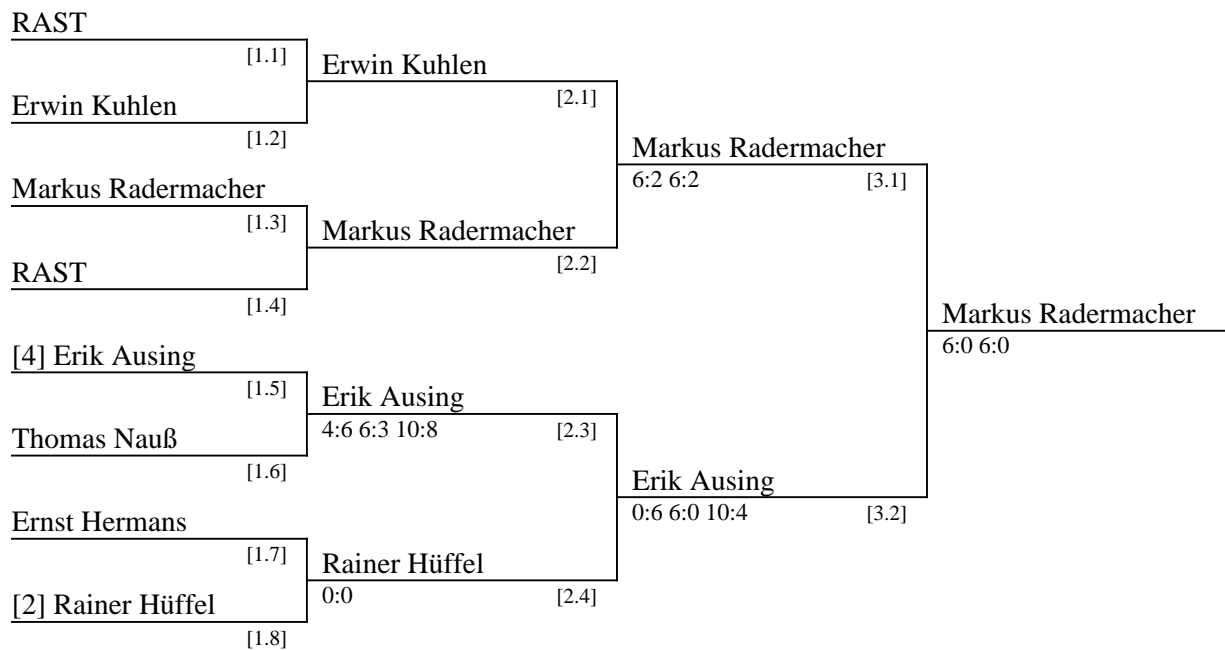 RAST
[1.1]
Erwin Kuhlen
[2.1]
Erwin Kuhlen
[1.2]
Markus Radermacher
6:2 6:2 [3.1]
Markus Radermacher
[1.3]
Markus Radermacher
[2.2]
RAST
[1.4]
Markus Radermacher
6:0 6:0
[4] Erik Ausing
[1.5]
Erik Ausing
4:6 6:3 10:8 [2.3]
Thomas Nauß
[1.6]
Erik Ausing
0:6 6:0 10:4 [3.2]
Ernst Hermans
[1.7]
Rainer Hüffel
0:0 [2.4]
[2] Rainer Hüffel
[1.8]